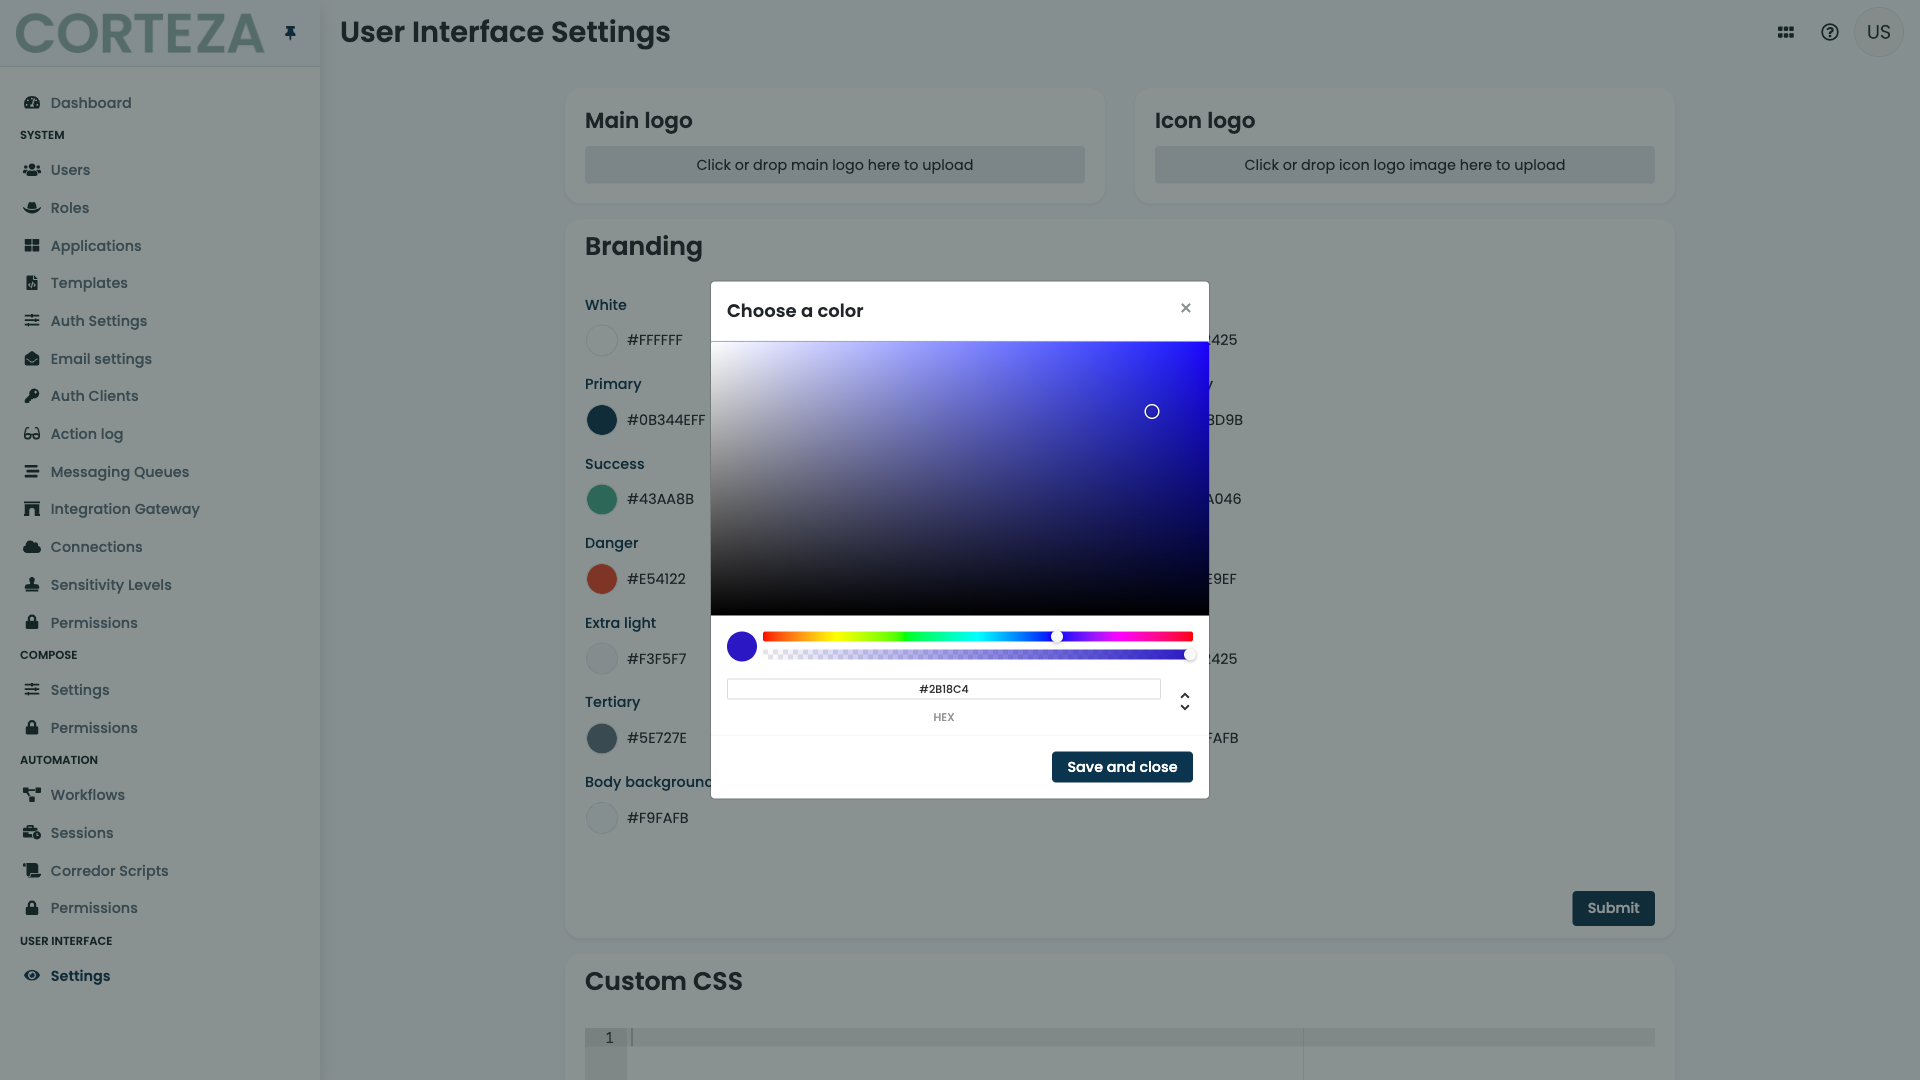 CORTEZA
User Interface Settings
US
Dashboard
SYSTEM
Users
Roles
Applications
Templates
Auth Settings
Email settings
Auth Clients
Action log
Messaging Queues
Integration Gateway
Connections
Sensitivity Levels
Permissions
COMPOSE
Settings
Permissions
AUTOMATION
Workflows
Sessions
Corredor Scripts
Permissions
USER INTERFACE
Settings
Main logo
Click or drop main logo here to upload
Icon logo
Click or drop icon logo image here to upload
Branding
White
#FFFFFF
Primary
#0B344EFF
Success
#43AA8B
Danger
#E54122
Extra light
#F3F5F7
Tertiary
#5E727E
Body background
#F9FAFB
425
8D9B
A046
E9EF
2425
FAFB
Choose a color
×
#2B18C4
HEX
Save and close
Submit
Custom CSS
1